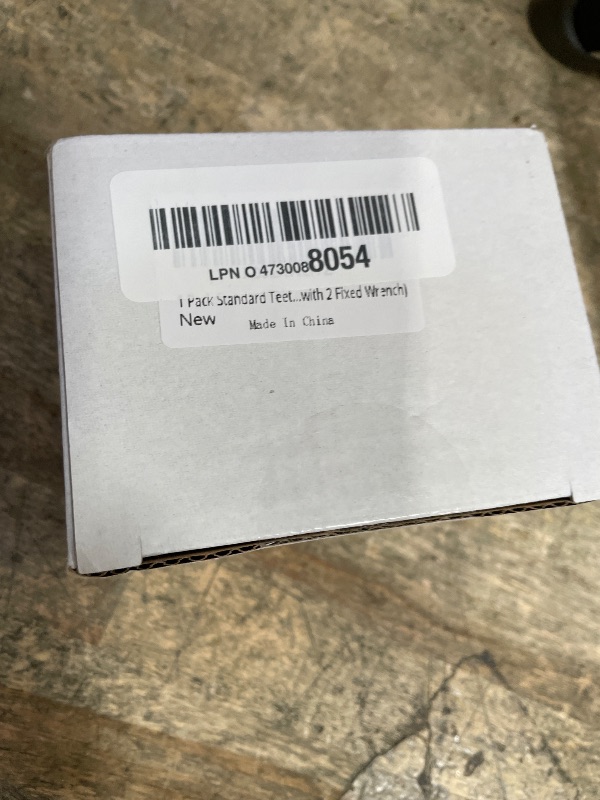 LPN O 4730088054
1 Pack Standard Teet...with 2 Fixed Wrench)
New
Made In China